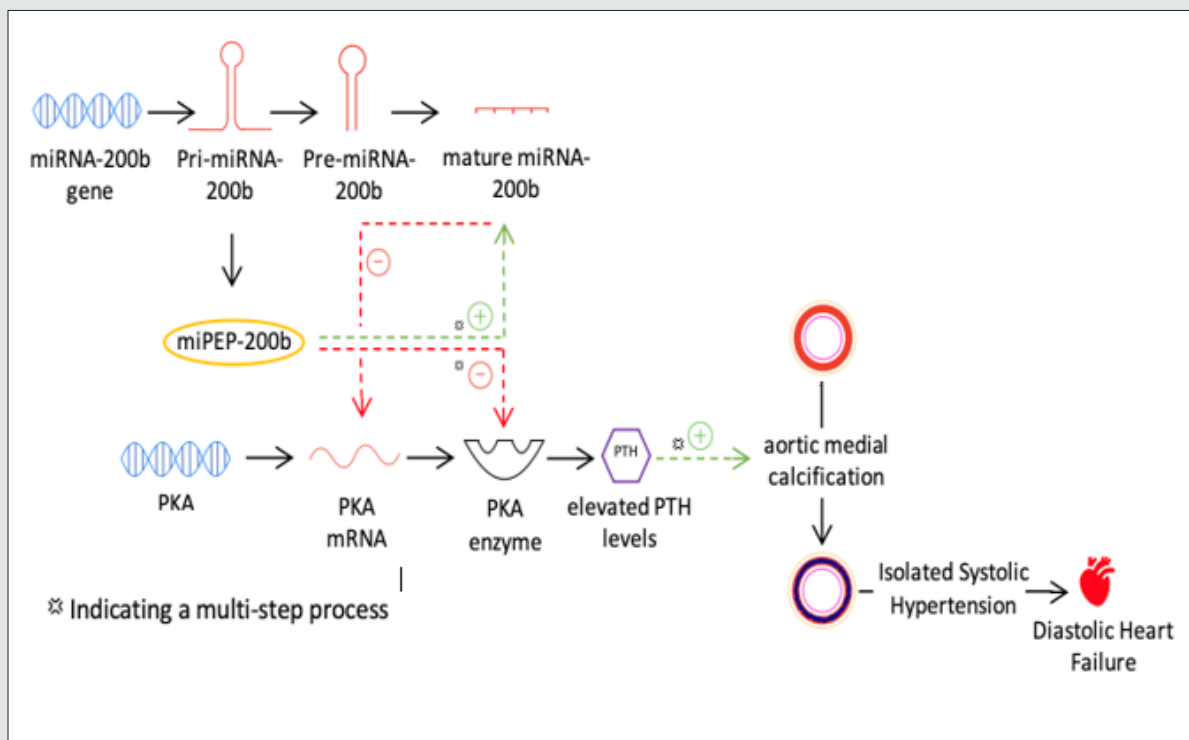 miRNA-200b
gene
Pri-miRNA-
200b
Pre-miRNA-
200b
mature miRNA-
200b
−
+
miPEP-200b
−
PKA
PKA
mRNA
PKA
enzyme
PTH
elevated PTH
levels
+
aortic medial
calcification
Isolated Systolic
Hypertension
Diastolic Heart
Failure
¤ Indicating a multi-step process